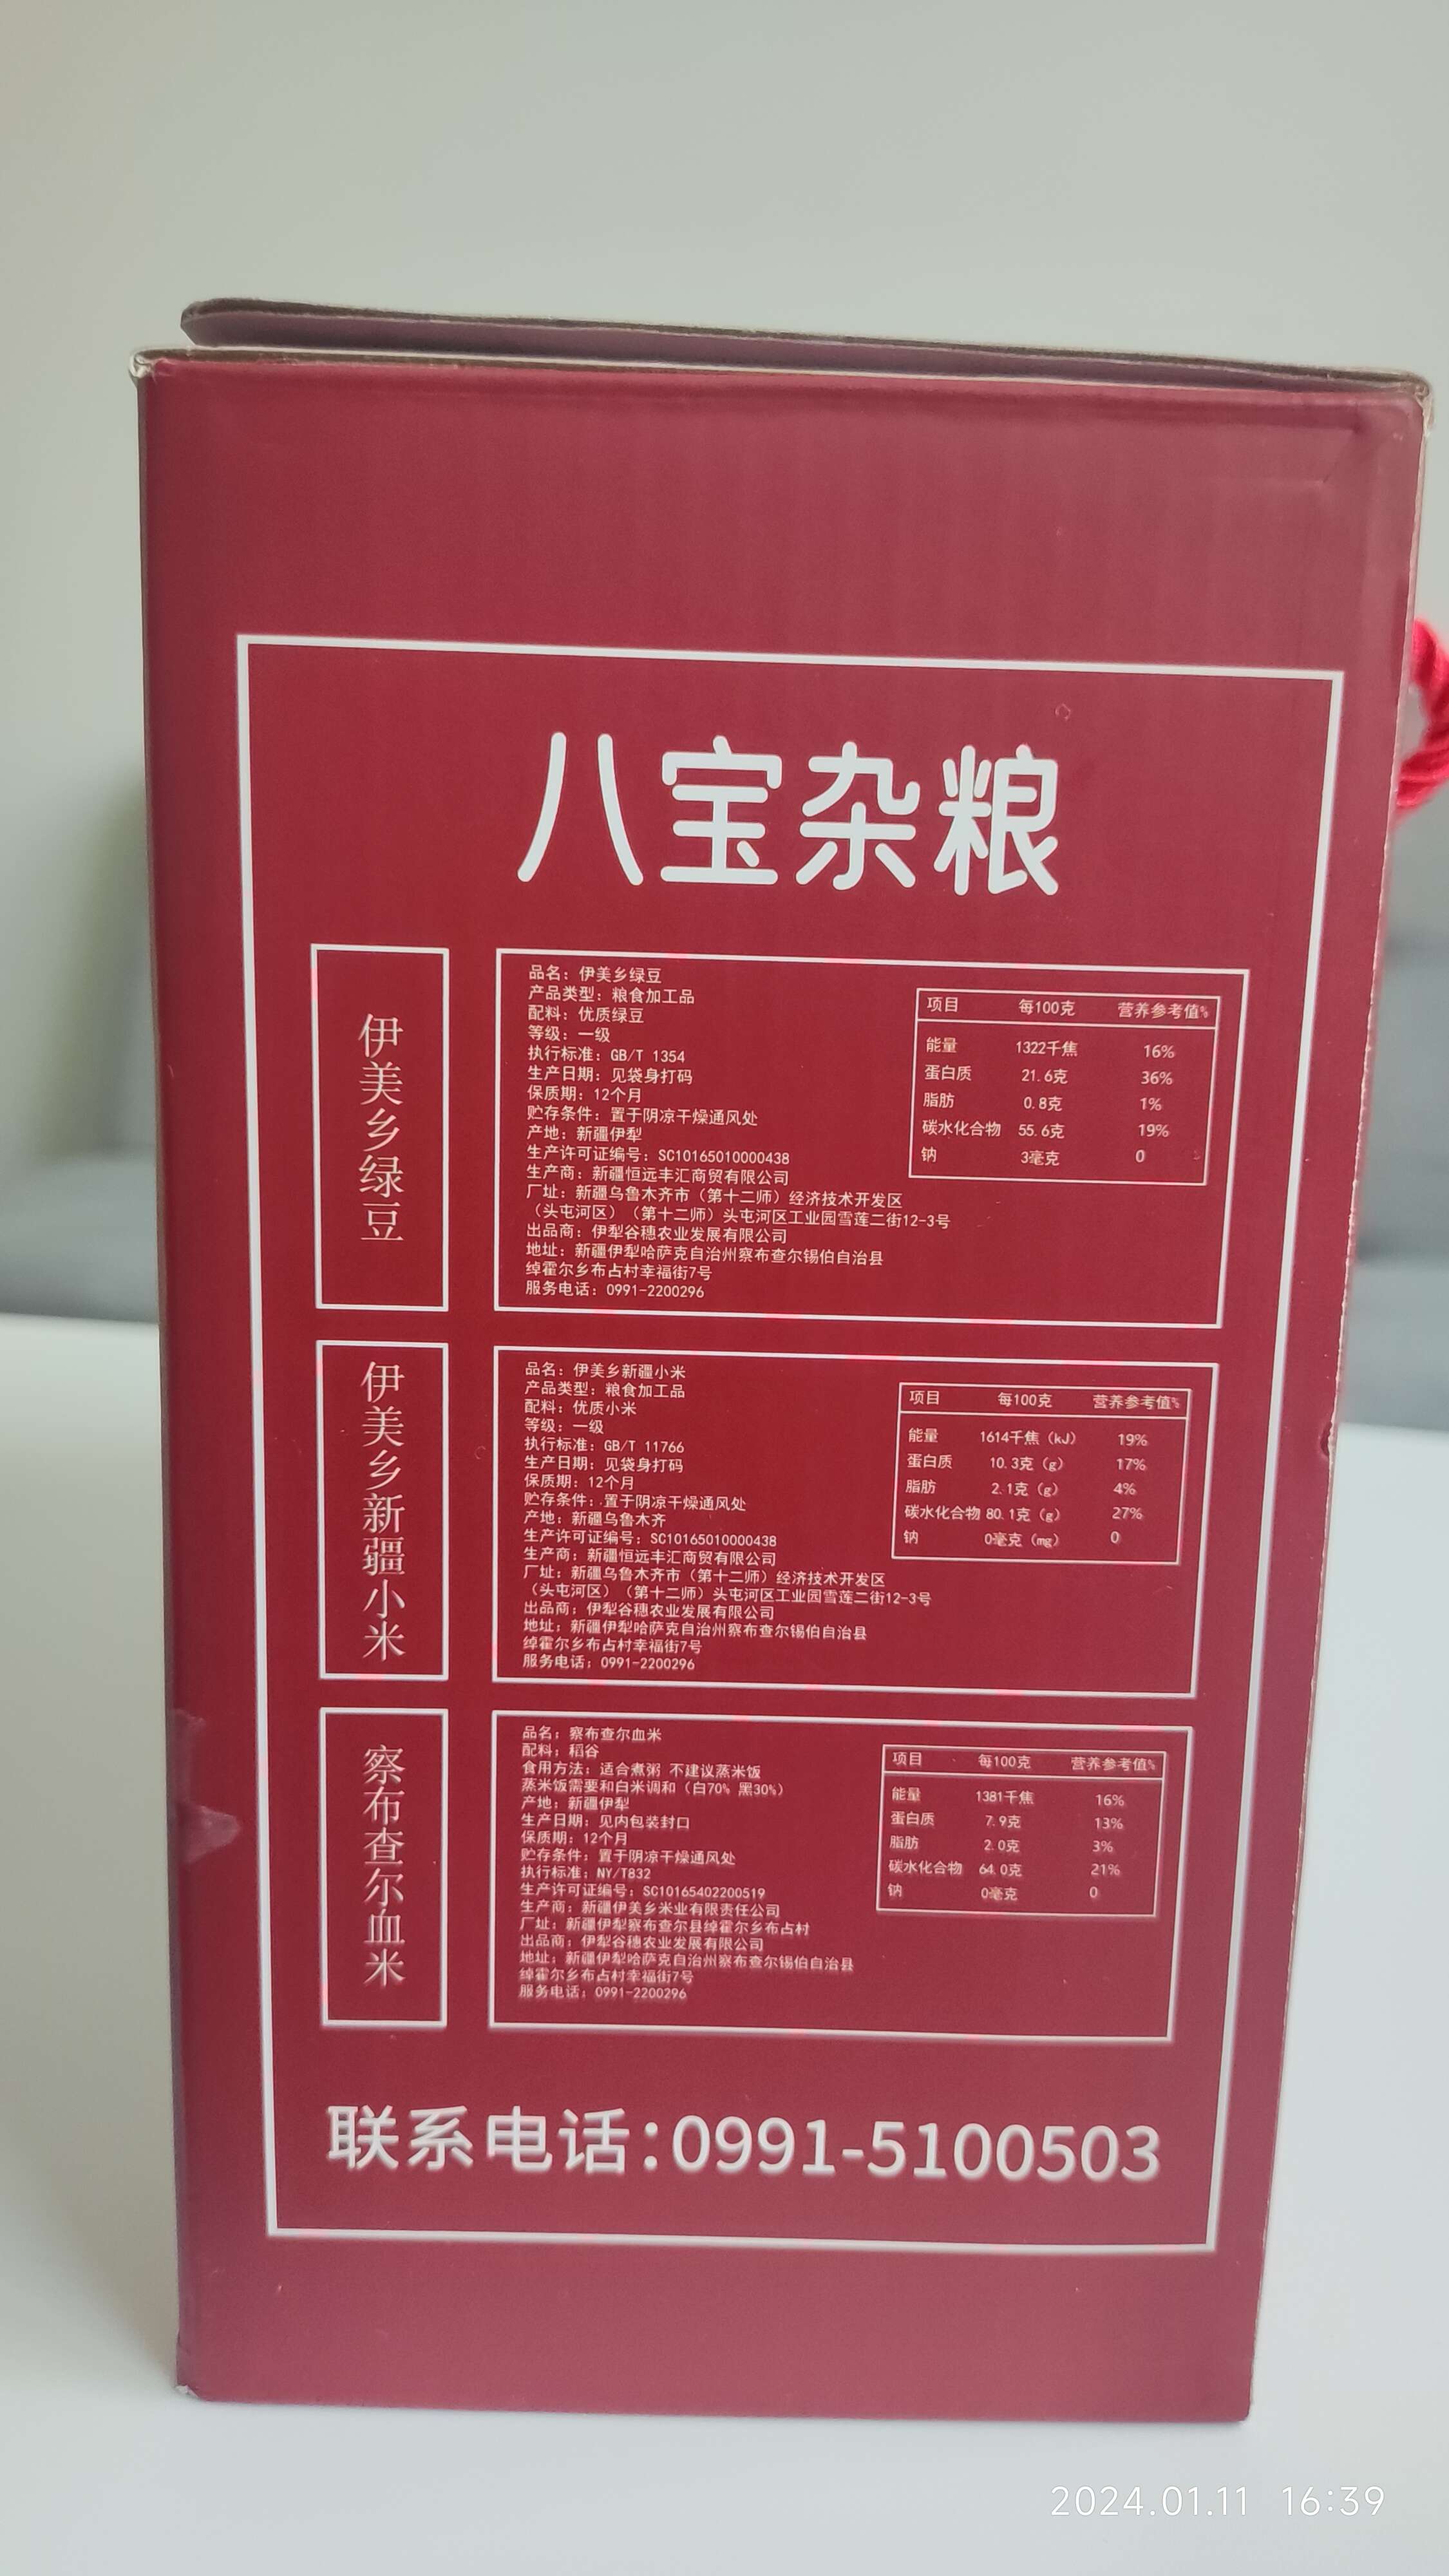 八宝杂粮
伊美乡绿豆
品名：伊美乡绿豆
产品类型：粮食加工品
配料：优质绿豆
等级：一级
执行标准：GB/T 1354
生产日期：见袋身打码
保质期：12个月
贮存条件：置于阴凉干燥通风处
产地：新疆伊犁
生产许可证编号：SC10165010000438
生产商：新疆恒远丰汇商贸有限公司
厂址：新疆乌鲁木齐市（第十二师）经济技术开发区
（头屯河区）（第十二师）头屯河区工业园雪莲二街12-3号
出品商：伊犁谷穗农业发展有限公司
地址：新疆伊犁哈萨克自治州察布查尔锡伯自治县
绰霍尔乡布占村幸福街7号
服务电话：0991-2200296
项目 每100克 营养参考值%
能量 1322千焦 16%
蛋白质 21.6克 36%
脂肪 0.8克 1%
碳水化合物 55.6克 19%
钠 3毫克 0
伊美乡新疆小米
品名：伊美乡新疆小米
产品类型：粮食加工品
配料：优质小米
等级：一级
执行标准：GB/T 11766
生产日期：见袋身打码
保质期：12个月
贮存条件：置于阴凉干燥通风处
产地：新疆乌鲁木齐
生产许可证编号：SC10165010000438
生产商：新疆恒远丰汇商贸有限公司
厂址：新疆乌鲁木齐市（第十二师）经济技术开发区
（头屯河区）（第十二师）头屯河区工业园雪莲二街12-3号
出品商：伊犁谷穗农业发展有限公司
地址：新疆伊犁哈萨克自治州察布查尔锡伯自治县
绰霍尔乡布占村幸福街7号
服务电话：0991-2200296
项目 每100克 营养参考值%
能量 1614千焦（kJ） 19%
蛋白质 10.3克（g） 17%
脂肪 2.1克（g） 4%
碳水化合物 80.1克（g） 27%
钠 0毫克（mg） 0
察布查尔血米
品名：察布查尔血米
配料：稻谷
食用方法：适合煮粥 不建议蒸米饭
蒸米饭需要和白米调和（白70% 黑30%）
产地：新疆伊犁
生产日期：见内包装封口
保质期：12个月
贮存条件：置于阴凉干燥通风处
执行标准：NY/T832
生产许可证编号：SC10165402200519
生产商：新疆伊美乡米业有限责任公司
厂址：新疆伊犁察布查尔县绰霍尔乡布占村
出品商：伊犁谷穗农业发展有限公司
地址：新疆伊犁哈萨克自治州察布查尔锡伯自治县
绰霍尔乡布占村幸福街7号
服务电话：0991-2200296
项目 每100克 营养参考值%
能量 1381千焦 16%
蛋白质 7.9克 13%
脂肪 2.0克 3%
碳水化合物 64.0克 21%
钠 0毫克 0
联系电话：0991-5100503
2024.01.11 16:39